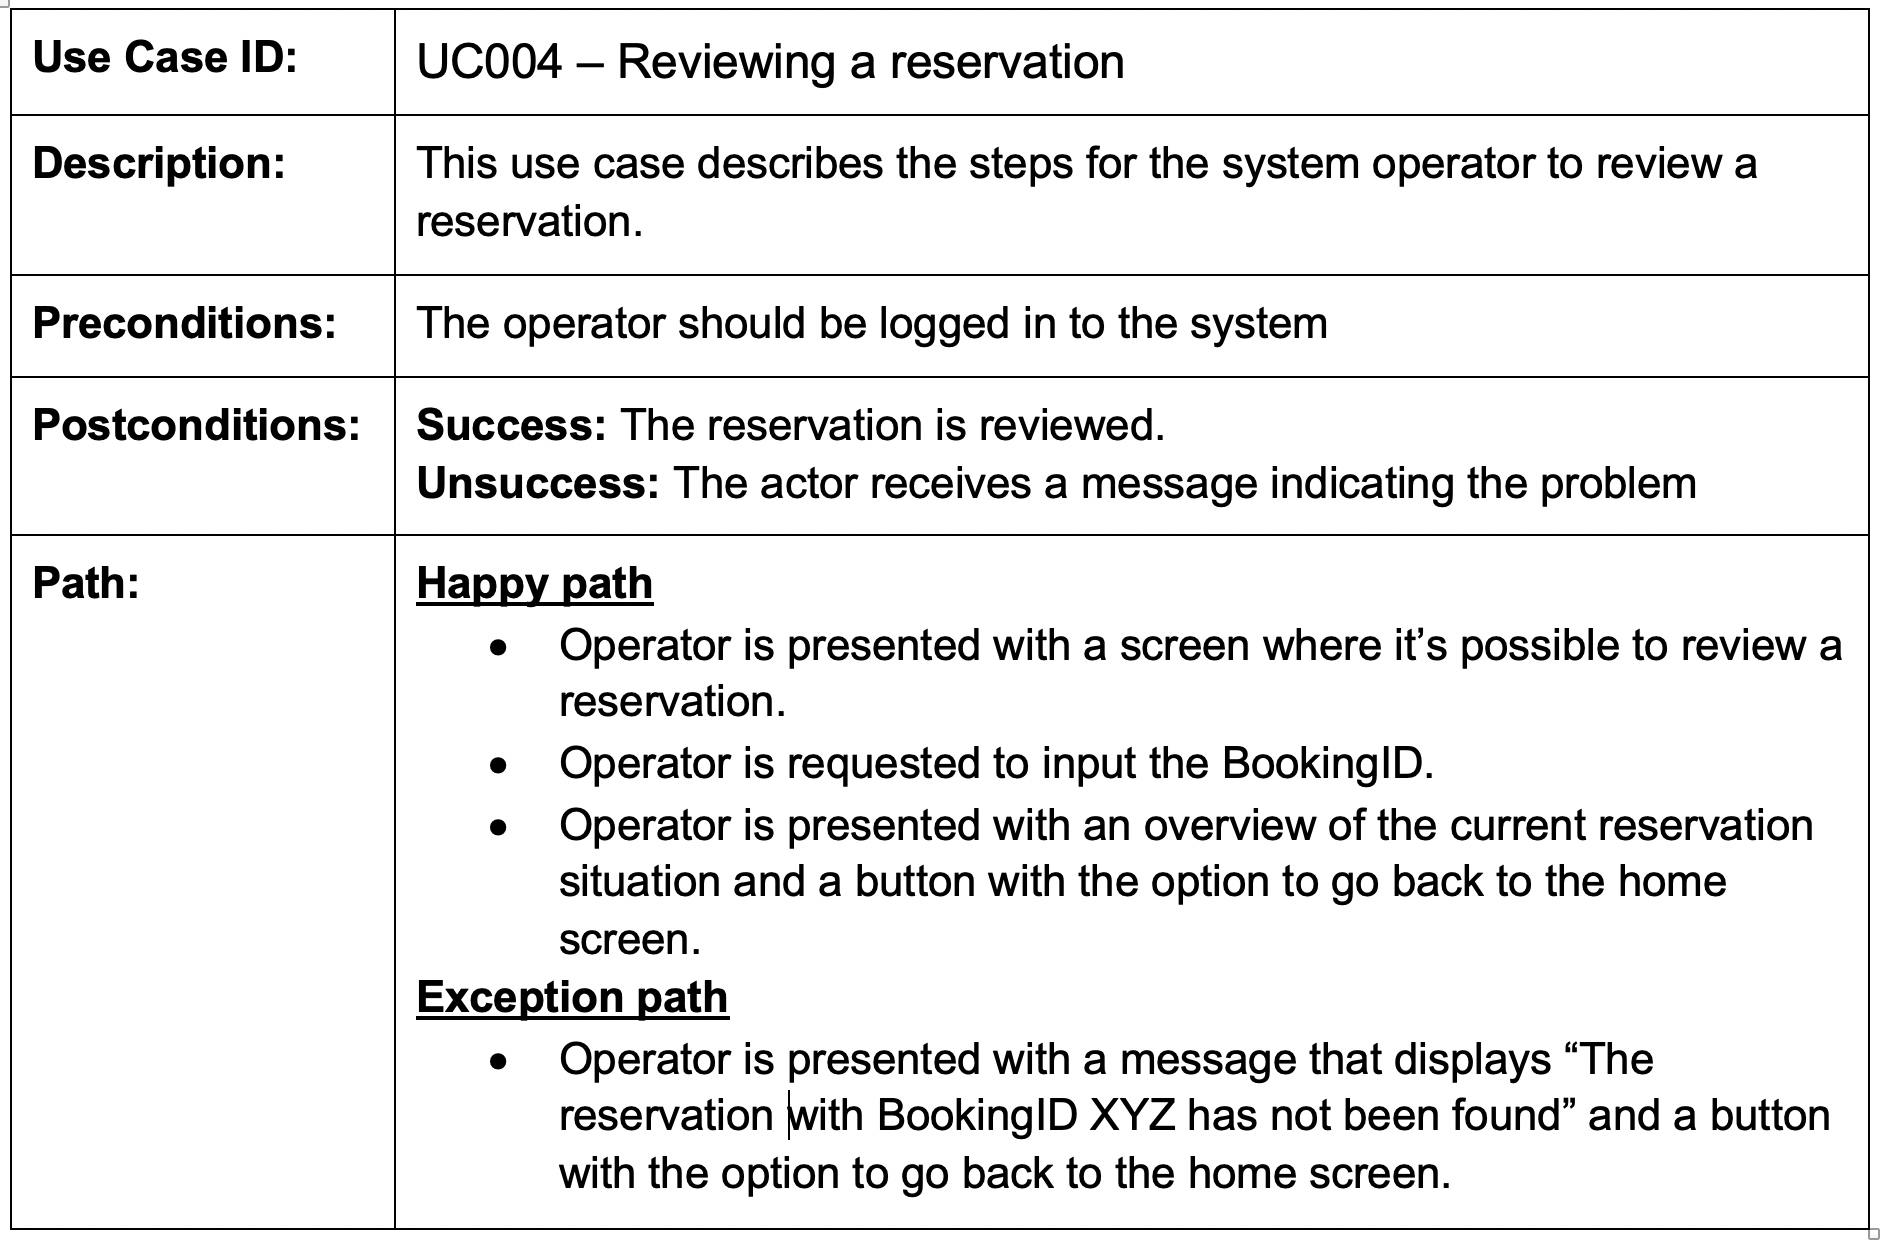 Use Case ID: UC004 – Reviewing a reservation
Description: This use case describes the steps for the system operator to review a
reservation.
Preconditions: The operator should be logged in to the system
Postconditions: Success: The reservation is reviewed.
Unsuccess: The actor receives a message indicating the problem
Path: Happy path
• Operator is presented with a screen where it’s possible to review a
reservation.
• Operator is requested to input the BookingID.
• Operator is presented with an overview of the current reservation
situation and a button with the option to go back to the home
screen.
Exception path
• Operator is presented with a message that displays “The
reservation with BookingID XYZ has not been found” and a button
with the option to go back to the home screen.